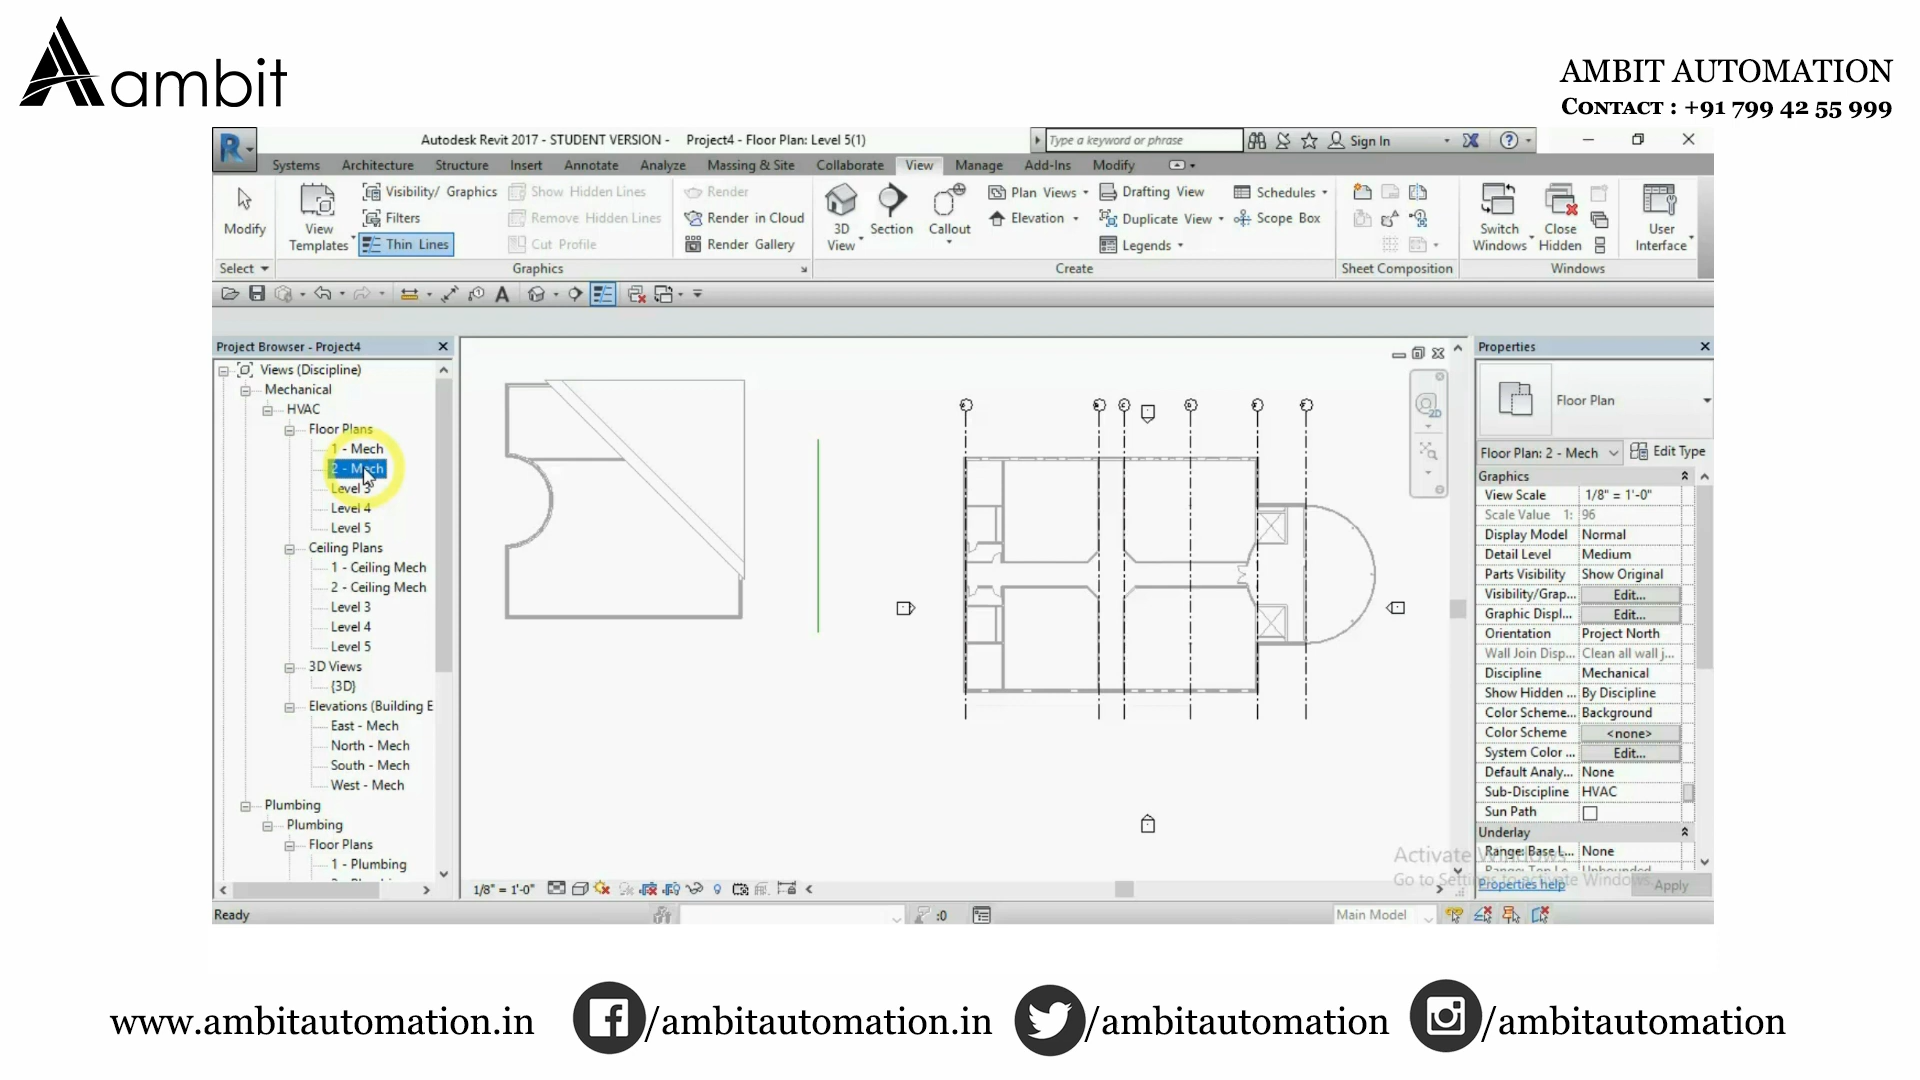 ambit
AMBIT AUTOMATION
CONTACT : +91 799 42 55 999
Autodesk Revit 2017 - STUDENT VERSION - Project4 - Floor Plan: Level 5(1)
Type a keyword or phrase
Sign In
Systems Architecture Structure Insert Annotate Analyze Massing & Site Collaborate View Manage Add-Ins Modify
Modify
View Templates
Visibility/ Graphics
Filters
Thin Lines
Show Hidden Lines
Remove Hidden Lines
Cut Profile
Render
Render in Cloud
Render Gallery
3D View
Section
Callout
Plan Views
Elevation
Drafting View
Duplicate View
Legends
Schedules
Scope Box
Switch Windows
Close Hidden
User Interface
Select
Graphics
Create
Sheet Composition
Windows
Project Browser - Project4
Views (Discipline)
Mechanical
HVAC
Floor Plans
1 - Mech
2 - Mech
Level 3
Level 4
Level 5
Ceiling Plans
1 - Ceiling Mech
2 - Ceiling Mech
Level 3
Level 4
Level 5
3D Views
{3D}
Elevations (Building E
East - Mech
North - Mech
South - Mech
West - Mech
Plumbing
Plumbing
Floor Plans
1 - Plumbing
2D
1/8" = 1'-0"
Properties
Floor Plan
Floor Plan: 2 - Mech
Edit Type
Graphics
View Scale 1/8" = 1'-0"
Scale Value 1: 96
Display Model Normal
Detail Level Medium
Parts Visibility Show Original
Visibility/Grap... Edit...
Graphic Displ... Edit...
Orientation Project North
Wall Join Disp... Clean all wall j...
Discipline Mechanical
Show Hidden ... By Discipline
Color Scheme... Background
Color Scheme <none>
System Color ... Edit...
Default Analy... None
Sub-Discipline HVAC
Sun Path
Underlay
Range: Base L... None
Properties help
Apply
Activate Windows
Go to Settings to activate Windows.
Ready
:0
Main Model
www.ambitautomation.in
/ambitautomation.in
/ambitautomation
/ambitautomation